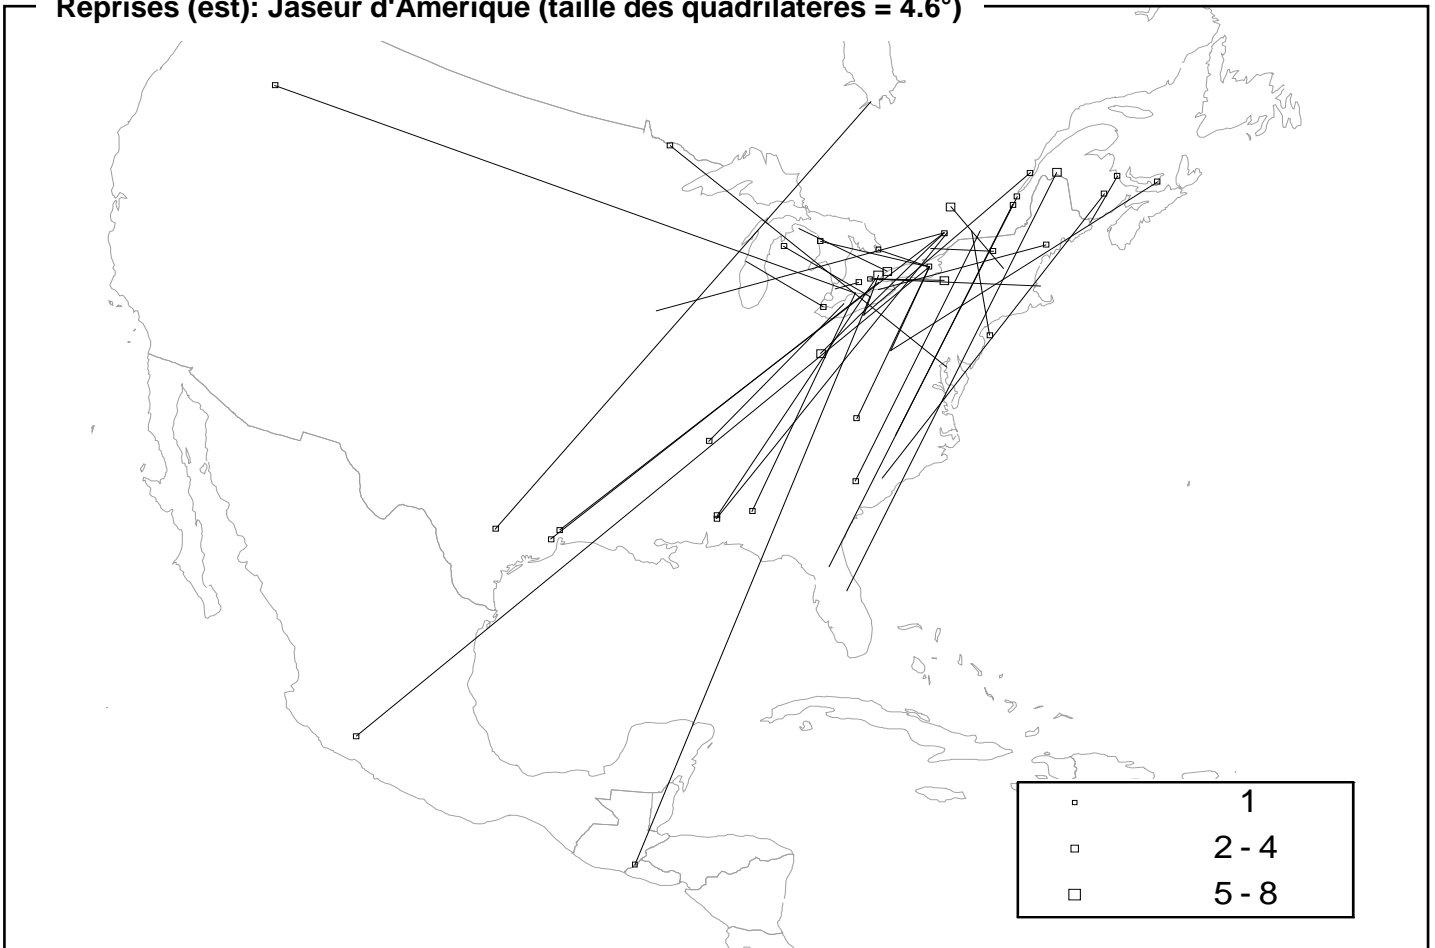 Reprises (est): Jaseur d'Amérique (taille des quadrilatères = 4.6°)
1
2 - 4
5 - 8